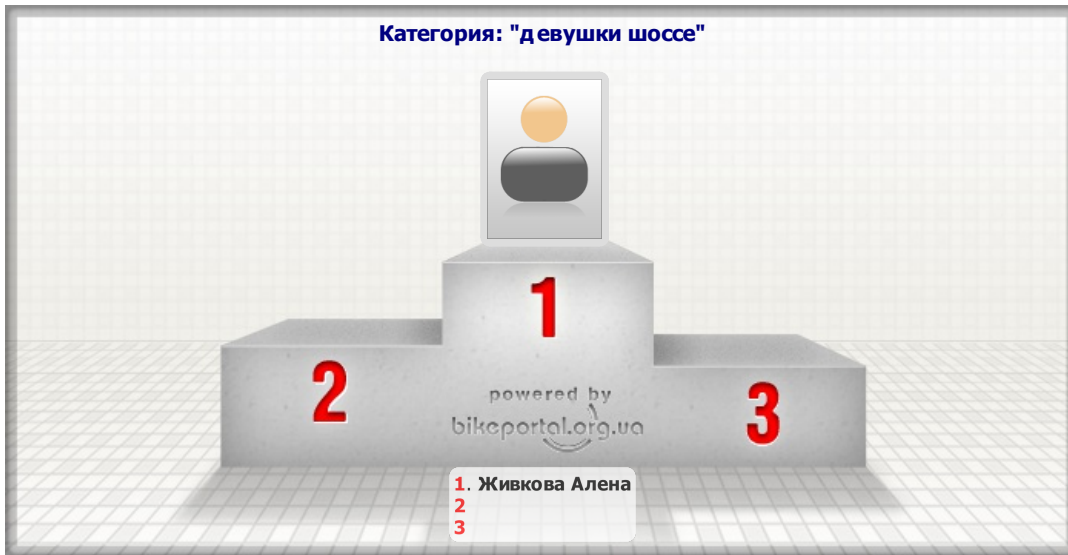 Категория: "девушки шоссе"
1
2
3
powered by
bikeportal.org.ua
1. Живкова Алена
2
3